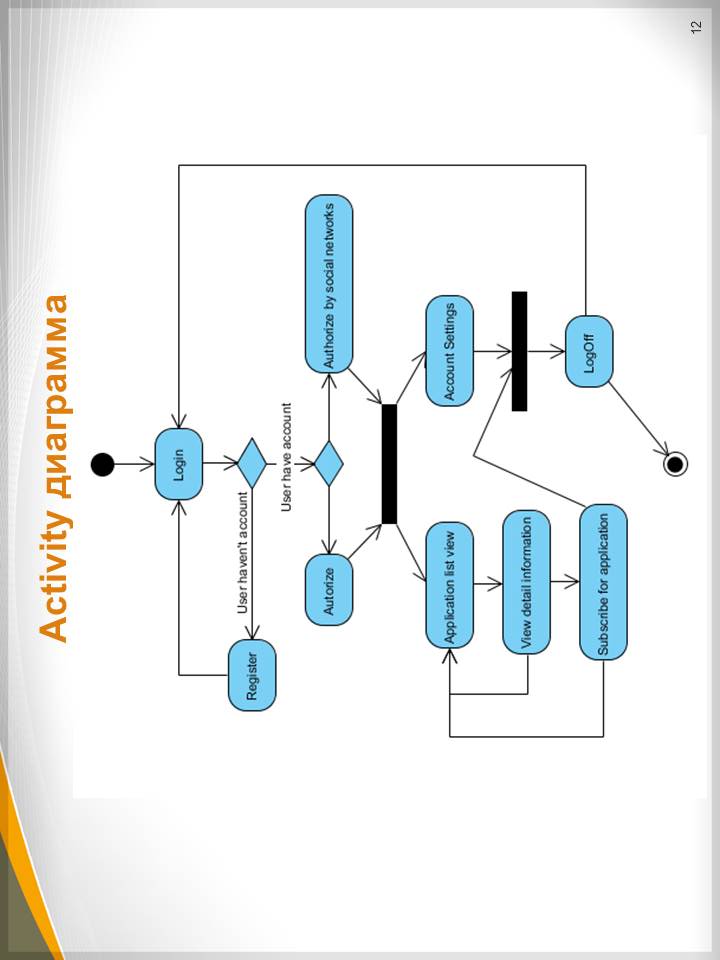 Activity диаграмма
Login
User haven't account
User have account
Register
Autorize
Authorize by social networks
Application list view
Account Settings
View detail information
Subscribe for application
LogOff
12